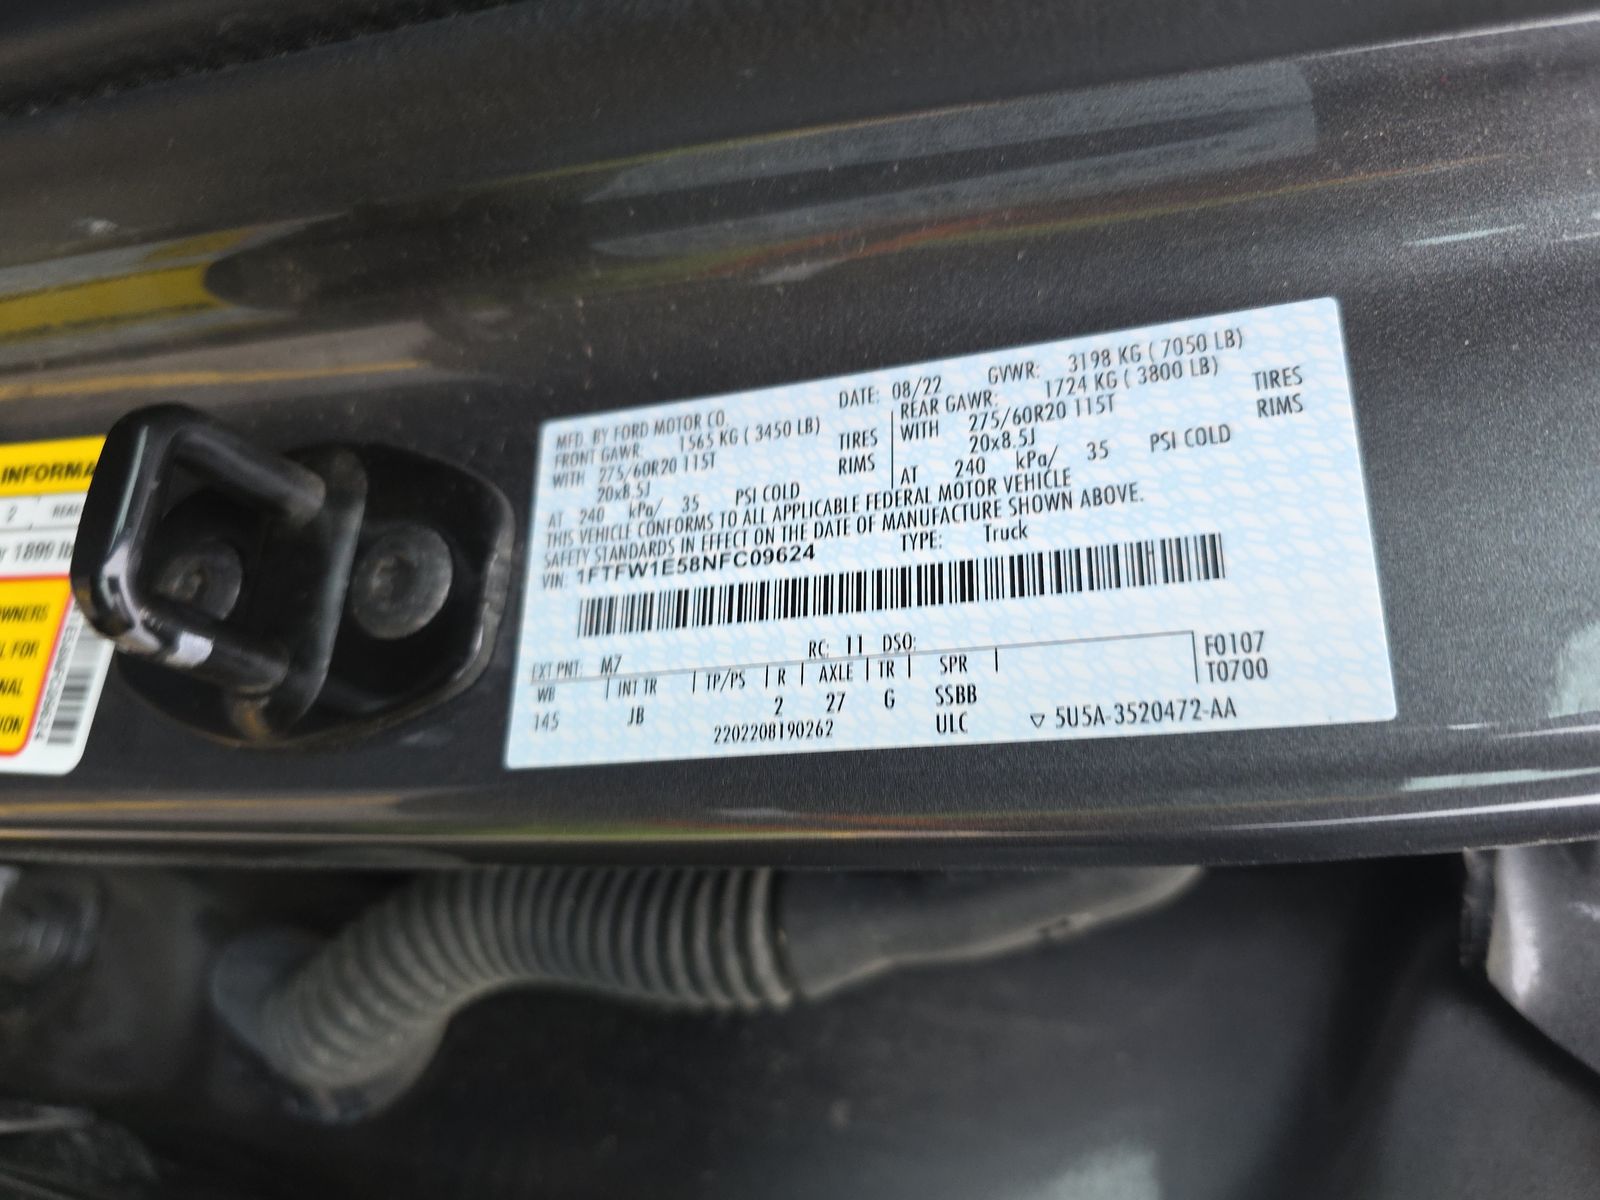 MFD. BY FORD MOTOR CO.
DATE: 08/22 GVWR: 3198 KG ( 7050 LB)
FRONT GAWR: 1565 KG ( 3450 LB)
REAR GAWR: 1724 KG ( 3800 LB)
WITH 275/60R20 115T TIRES
WITH 275/60R20 115T TIRES
20x8.5J RIMS
20x8.5J RIMS
AT 240 kPa/ 35 PSI COLD
AT 240 kPa/ 35 PSI COLD
THIS VEHICLE CONFORMS TO ALL APPLICABLE FEDERAL MOTOR VEHICLE
SAFETY STANDARDS IN EFFECT ON THE DATE OF MANUFACTURE SHOWN ABOVE.
VIN: 1FTFW1E58NFC09624 TYPE: Truck
EXT PNT: M7 RC: 11 DSO:
WB | INT TR | TP/PS | R | AXLE | TR | SPR |
145 JB 2 27 G SSBB
2202208190262 ULC
F0107
T0700
5U5A-3520472-AA
INFORMA
2
1899 lb
OWNERS
L FOR
NAL
ION